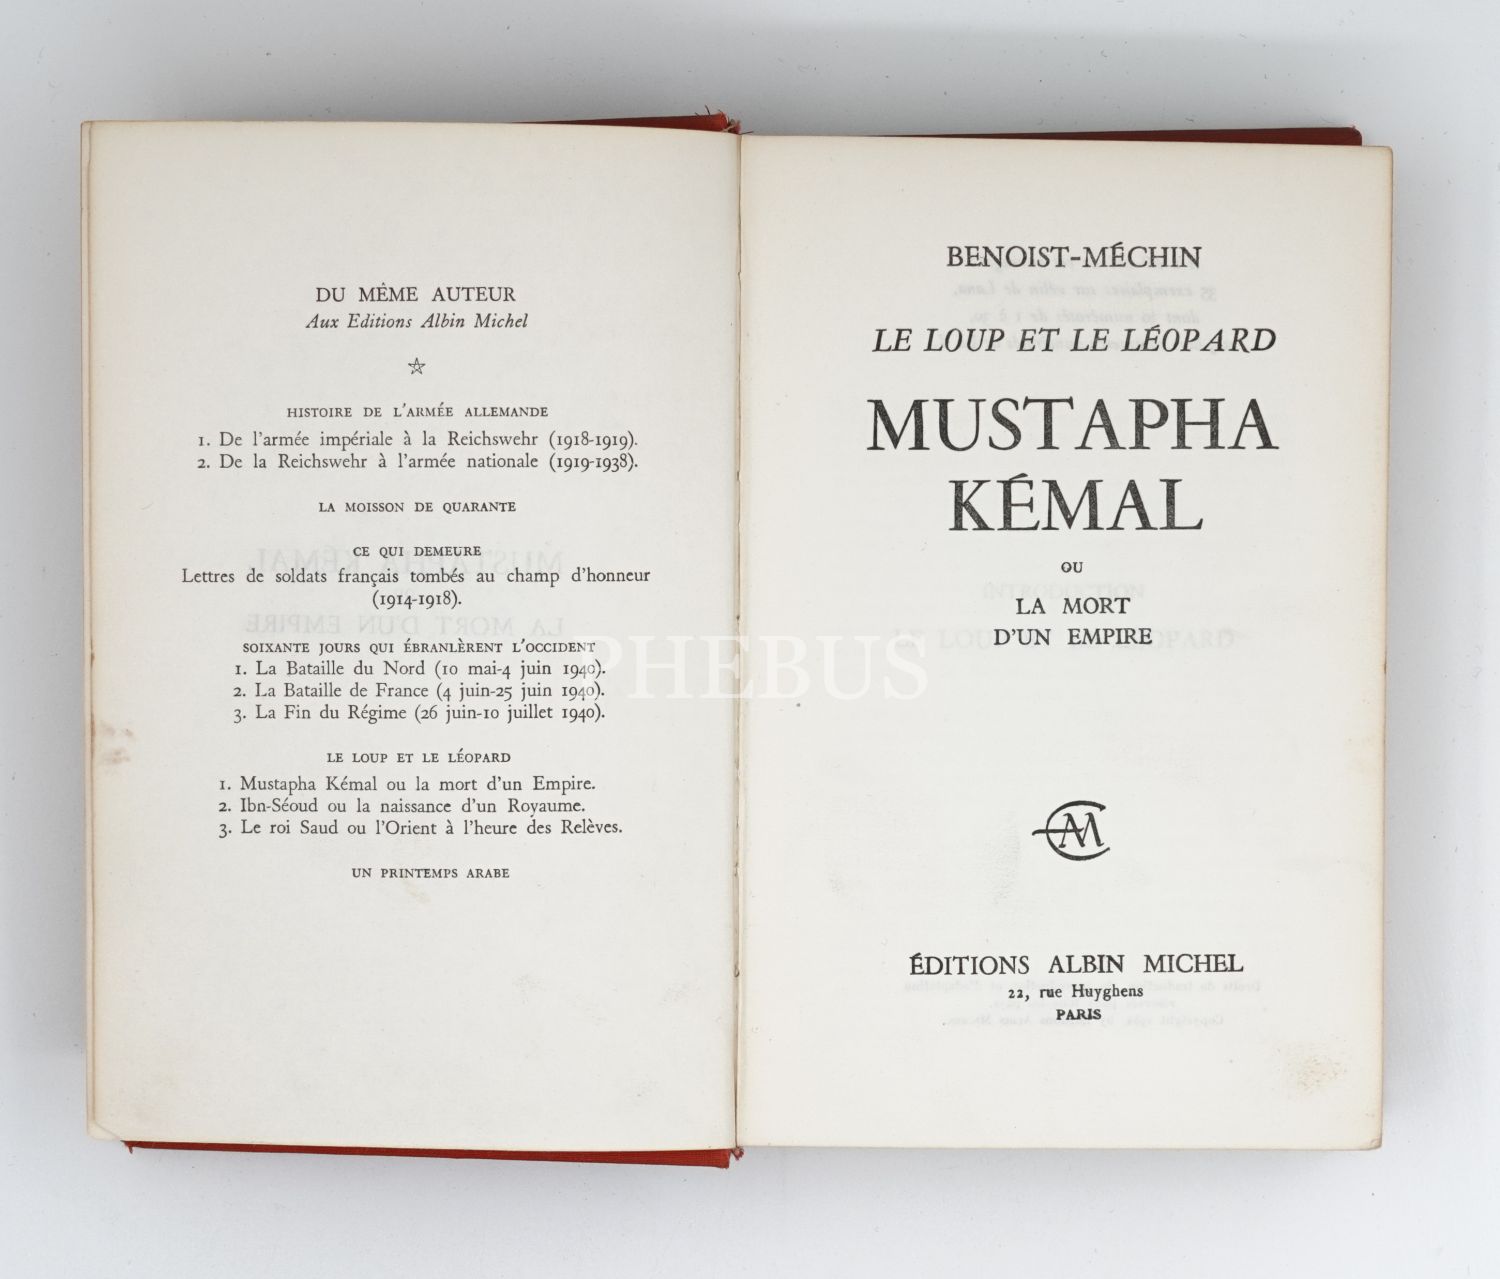 DU MÊME AUTEUR
Aux Editions Albin Michel
HISTOIRE DE L'ARMÉE ALLEMANDE
1. De l'armée impériale à la Reichswehr (1918-1919).
2. De la Reichswehr à l'armée nationale (1919-1938).
LA MOISSON DE QUARANTE
CE QUI DEMEURE
Lettres de soldats français tombés au champ d'honneur
(1914-1918).
SOIXANTE JOURS QUI ÉBRANLÈRENT L'OCCIDENT
1. La Bataille du Nord (10 mai-4 juin 1940).
2. La Bataille de France (4 juin-25 juin 1940).
3. La Fin du Régime (26 juin-10 juillet 1940).
LE LOUP ET LE LÉOPARD
1. Mustapha Kémal ou la mort d'un Empire.
2. Ibn-Séoud ou la naissance d'un Royaume.
3. Le roi Saud ou l'Orient à l'heure des Relèves.
UN PRINTEMPS ARABE
PHEBUS
BENOIST-MÉCHIN
LE LOUP ET LE LÉOPARD
MUSTAPHA
KÉMAL
OU
LA MORT
D'UN EMPIRE
AM
ÉDITIONS ALBIN MICHEL
22, rue Huyghens
PARIS